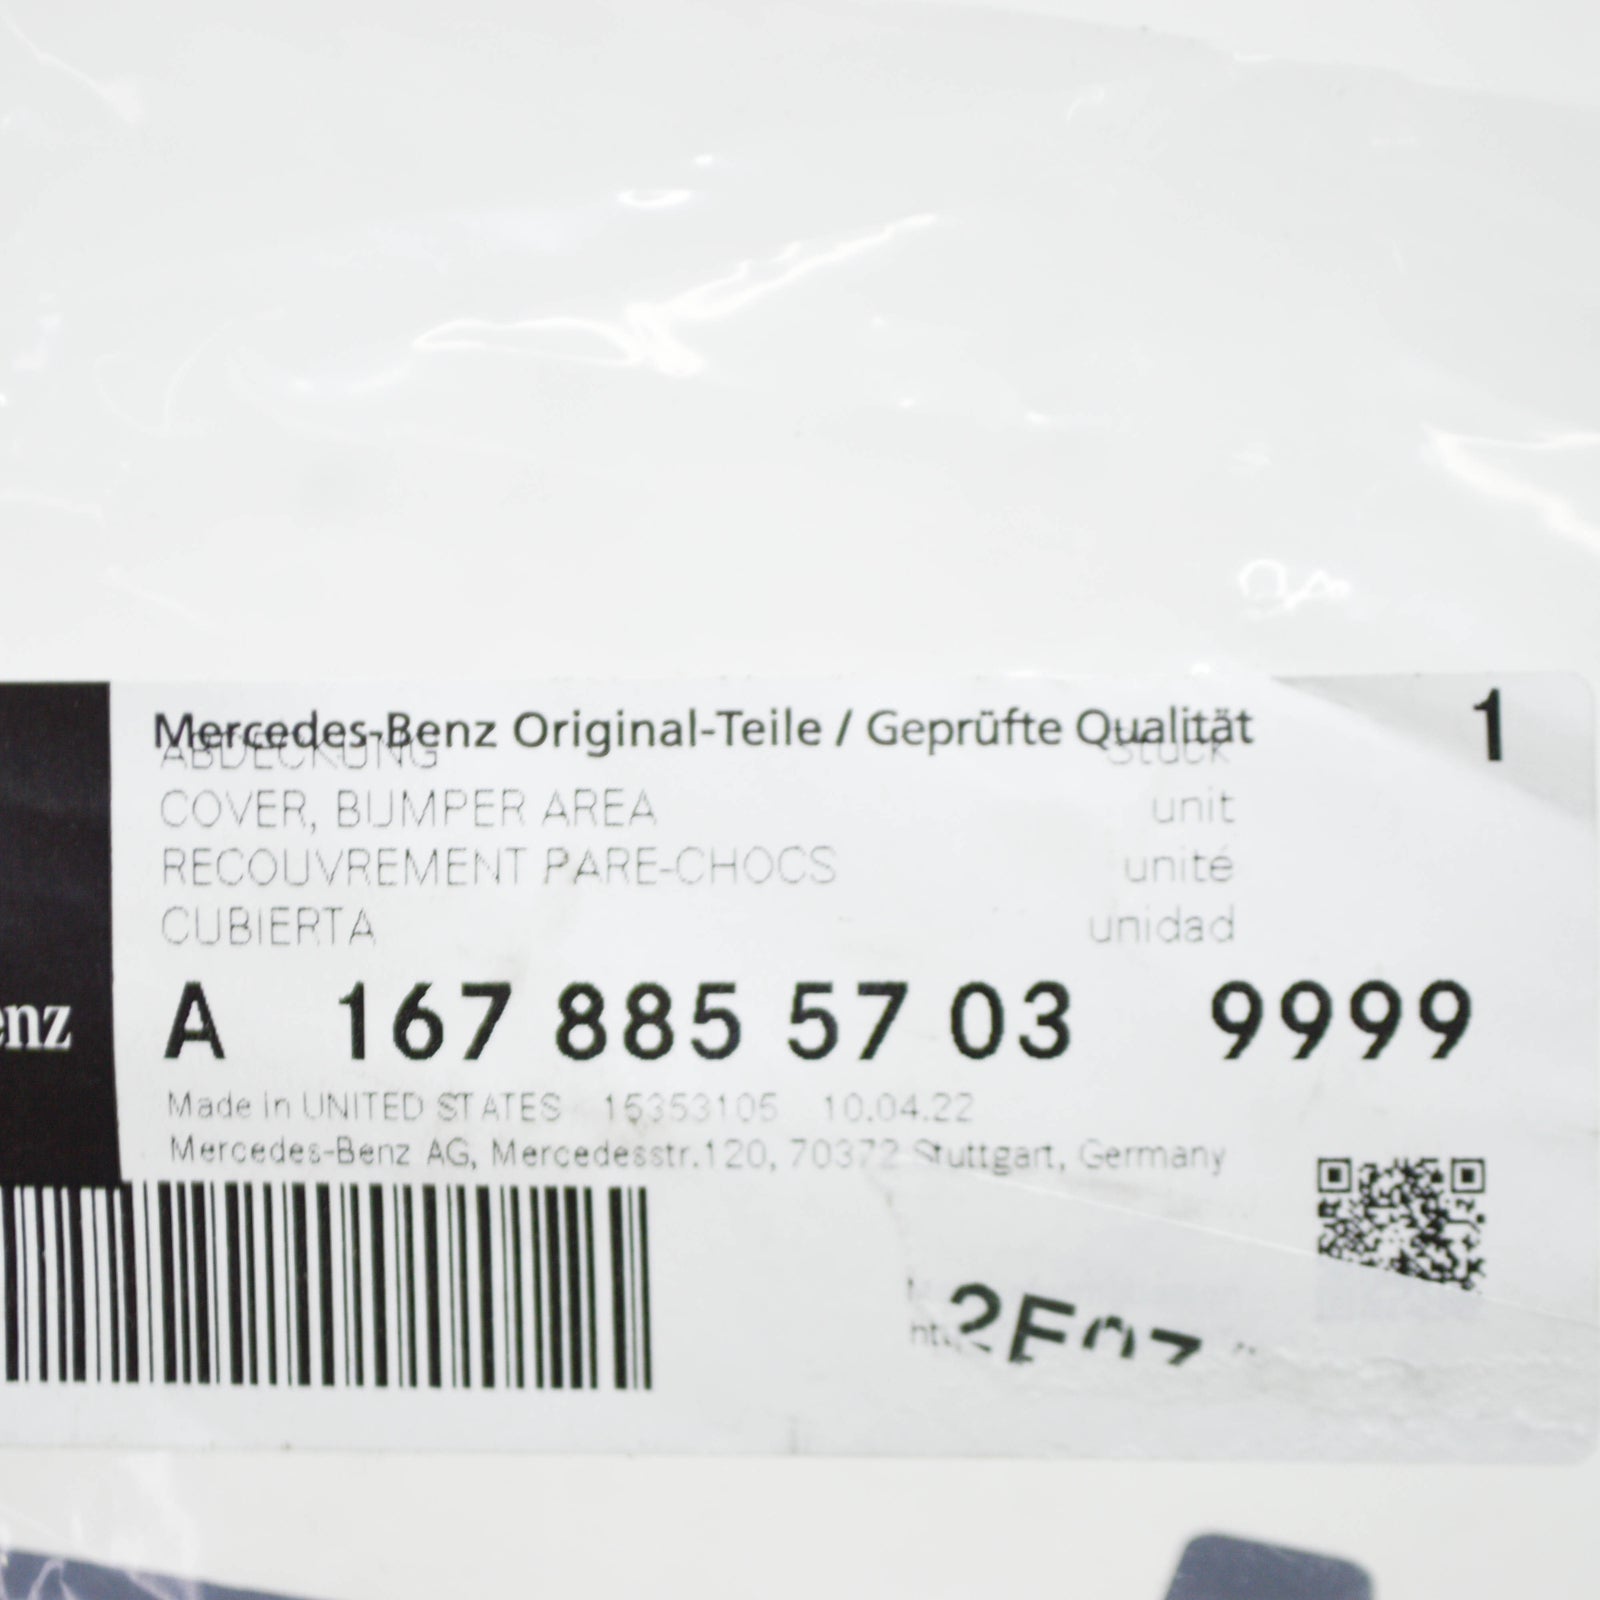 Mercedes-Benz Original-Teile / Geprüfte Qualität 1
ABDECKUNG Stück
COVER, BUMPER AREA unit
RECOUVREMENT PARE-CHOCS unité
CUBIERTA unidad
enz
A 167 885 57 03 9999
Made in UNITED STATES 15353105 10.04.22
Mercedes-Benz AG, Mercedesstr.120, 70372 Stuttgart, Germany